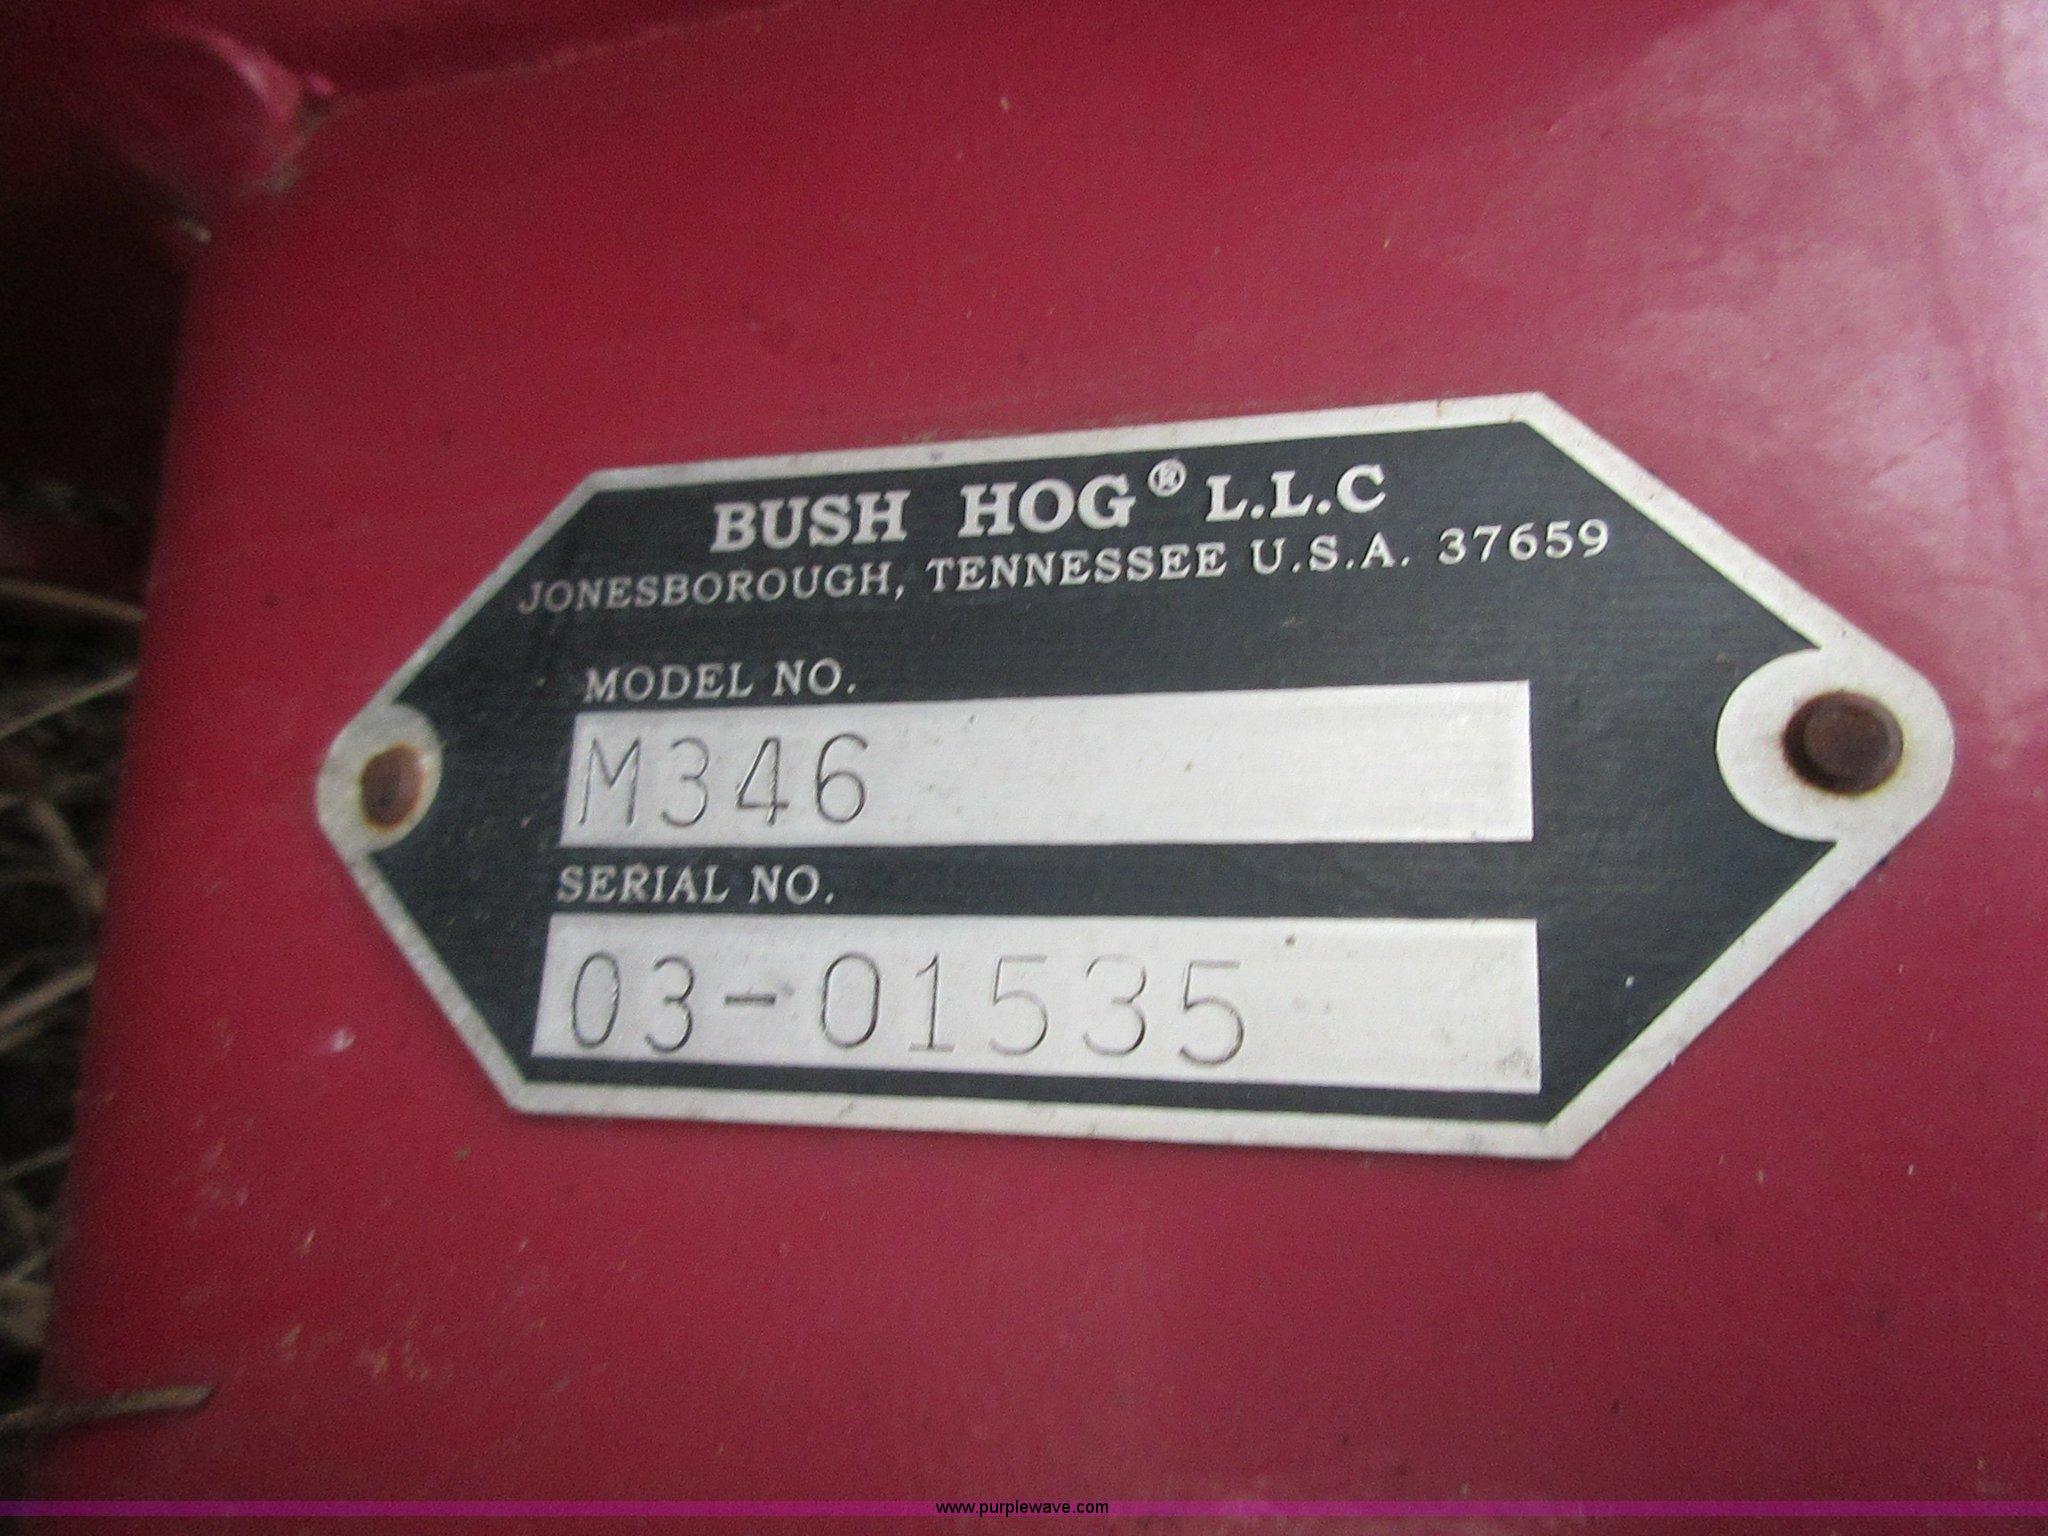 BUSH HOG® L.L.C
JONESBOROUGH, TENNESSEE U.S.A. 37659
MODEL NO.
M346
SERIAL NO.
03-01535
www.purplewave.com